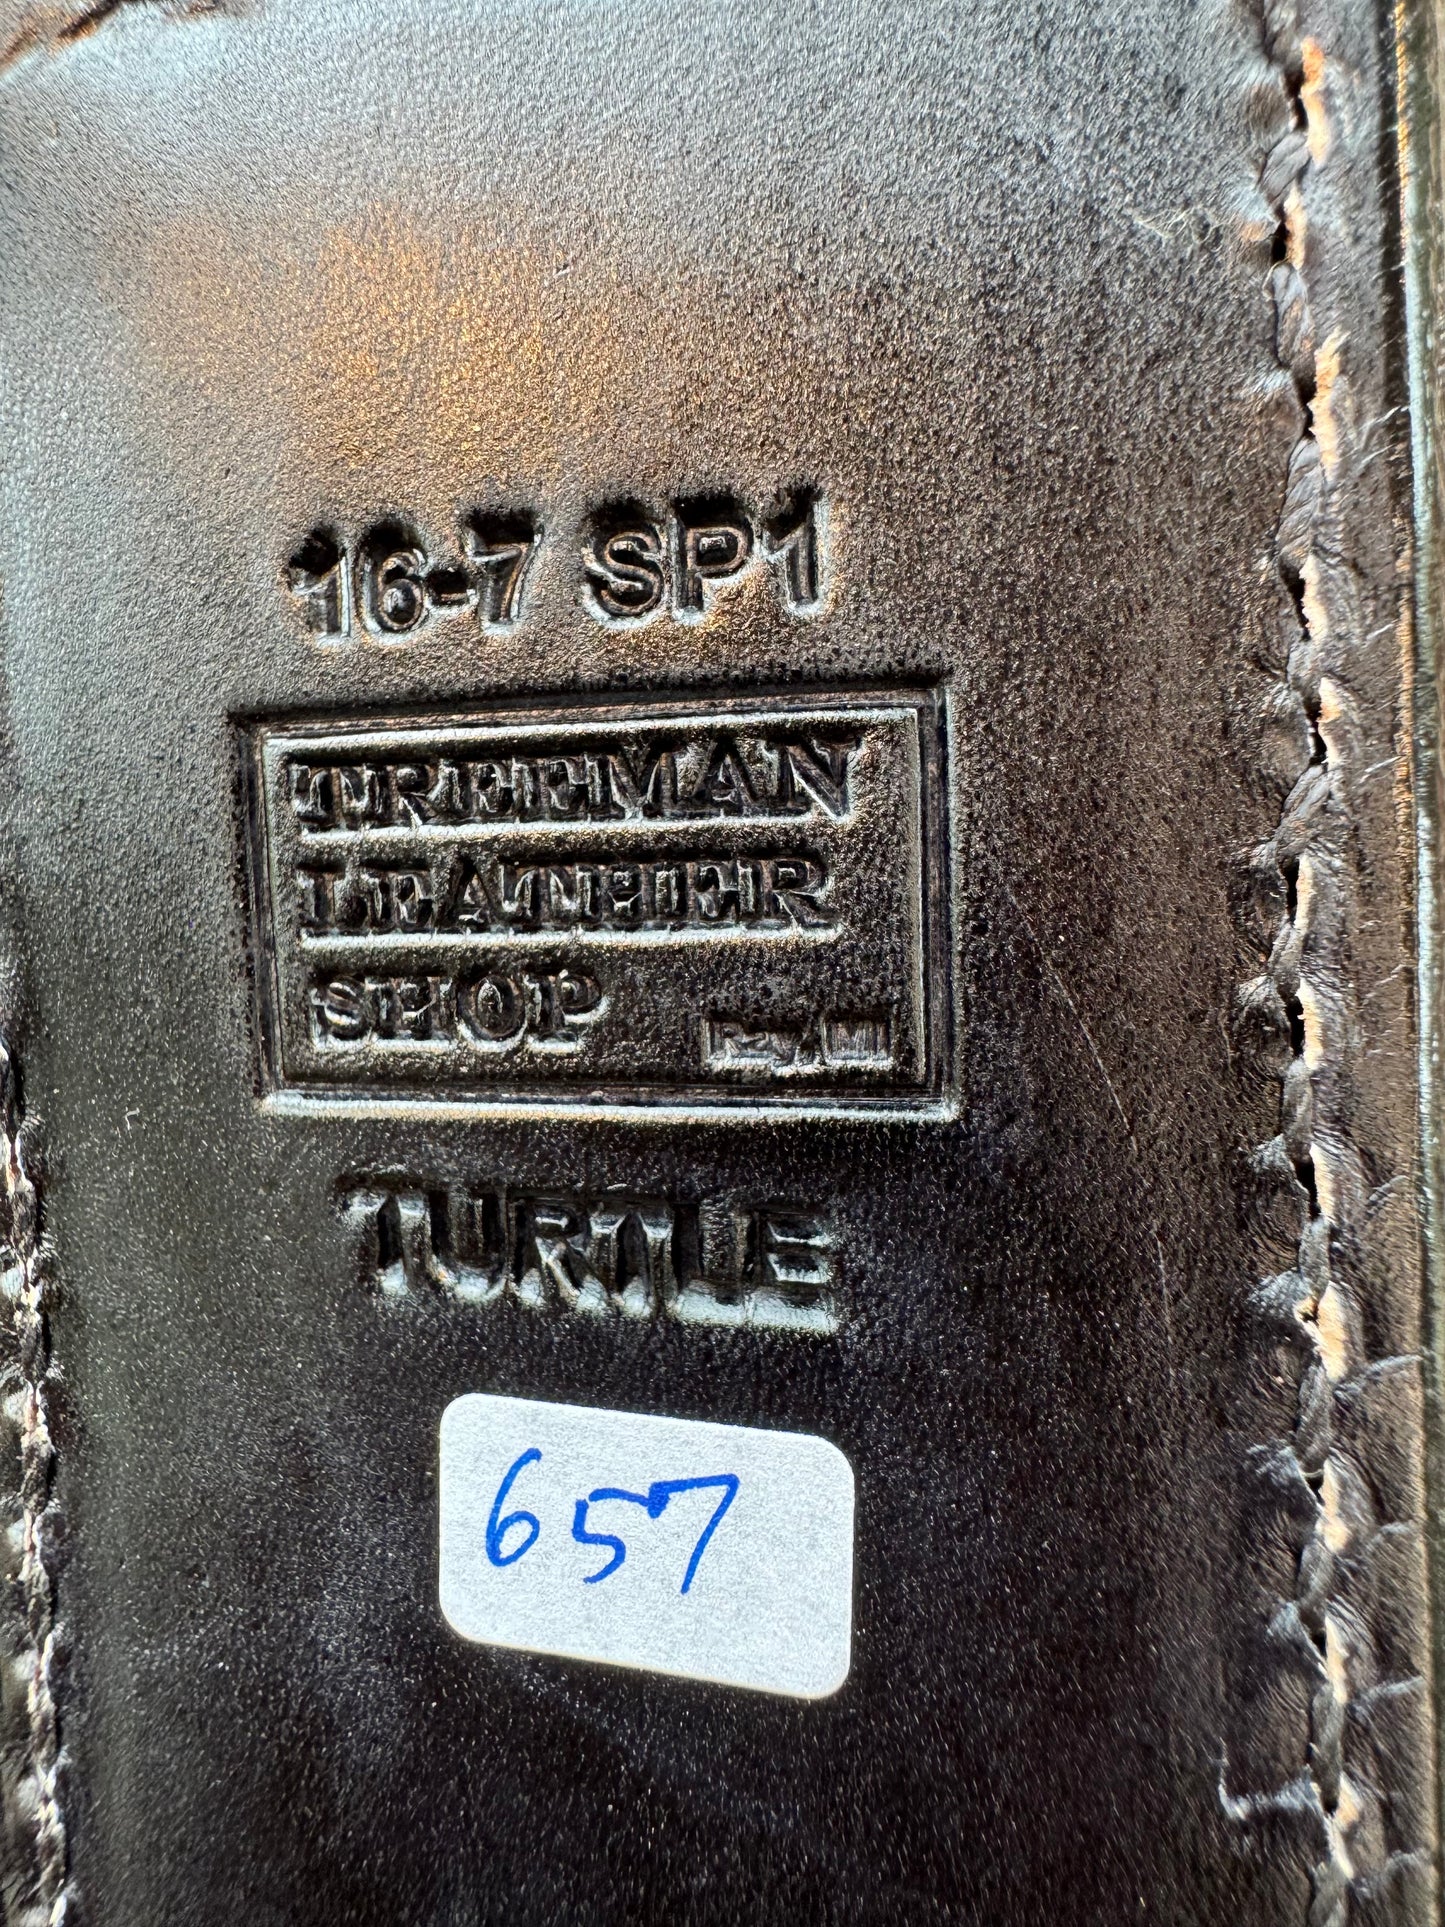 16-7 SP1
TREEMAN
LEATHER
SHOP
TURTLE
657